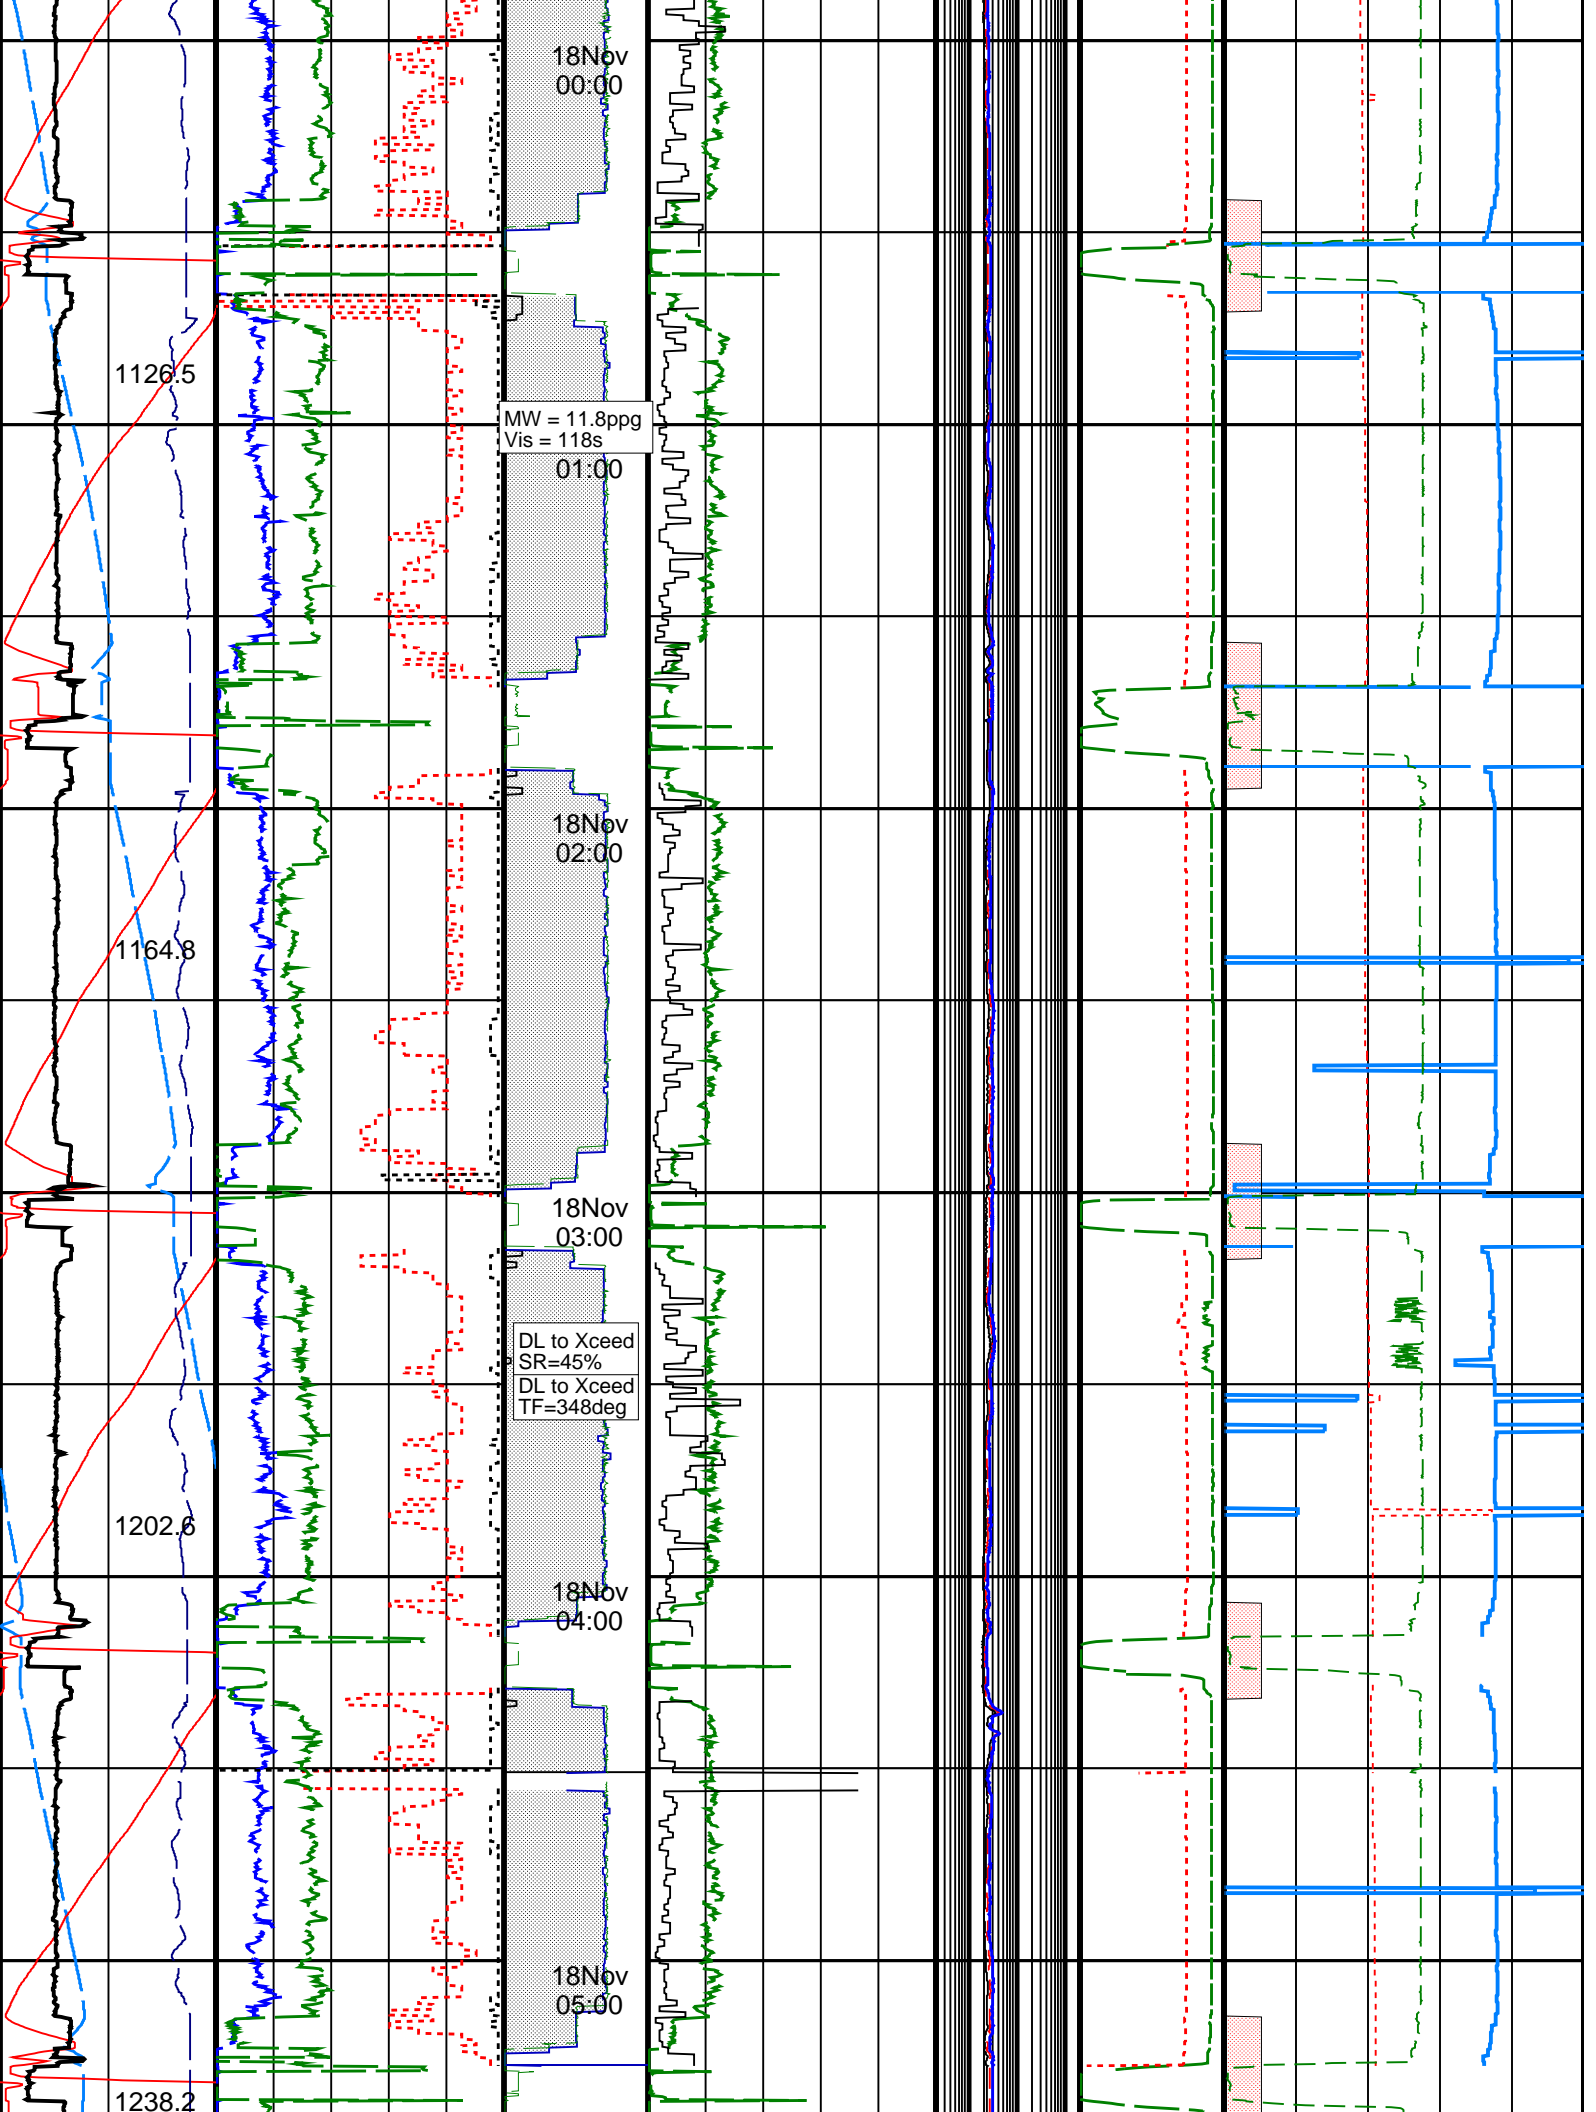 18Nov
00:00
1126.5
MW = 11.8ppg
Vis = 118s
01:00
18Nov
02:00
1164.8
18Nov
03:00
DL to Xceed
SR=45%
DL to Xceed
TF=348deg
1202.6
18Nov
04:00
18Nov
05:00
1238.2